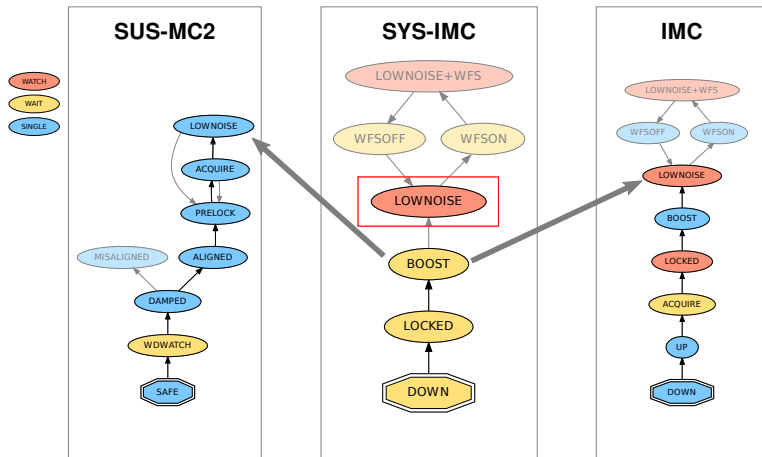 SUS-MC2
SYS-IMC
IMC
WATCH
WAIT
SINGLE
LOWNOISE
ACQUIRE
PRELOCK
MISALIGNED
ALIGNED
DAMPED
WDWATCH
SAFE
LOWNOISE+WFS
WFSOFF
WFSON
LOWNOISE
BOOST
LOCKED
DOWN
LOWNOISE+WFS
WFSOFF
WFSON
LOWNOISE
BOOST
LOCKED
ACQUIRE
UP
DOWN